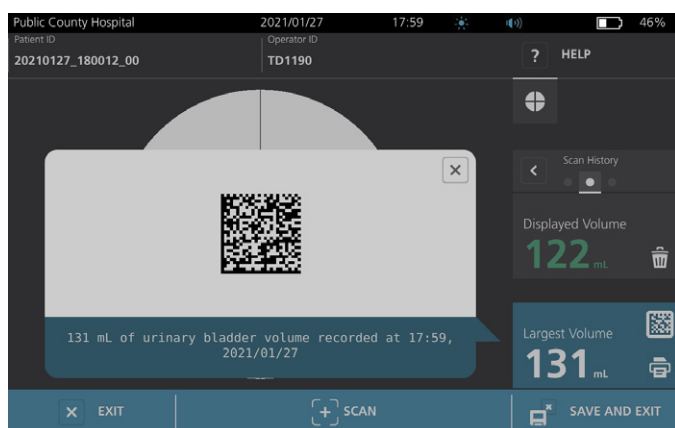 Public County Hospital 2021/01/27 17:59 46%
Patient ID Operator ID
20210127_180012_00 TD1190
? HELP
Scan History
Displayed Volume
122 mL
131 mL of urinary bladder volume recorded at 17:59,
2021/01/27
Largest Volume
131 mL
EXIT SCAN SAVE AND EXIT